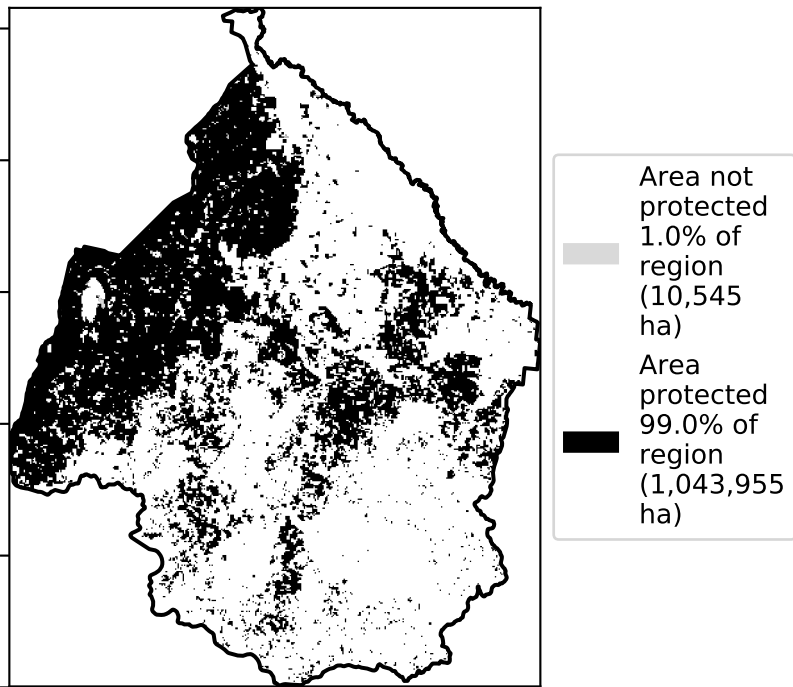 Area not
protected
1.0% of
region
(10,545
ha)
Area
protected
99.0% of
region
(1,043,955
ha)